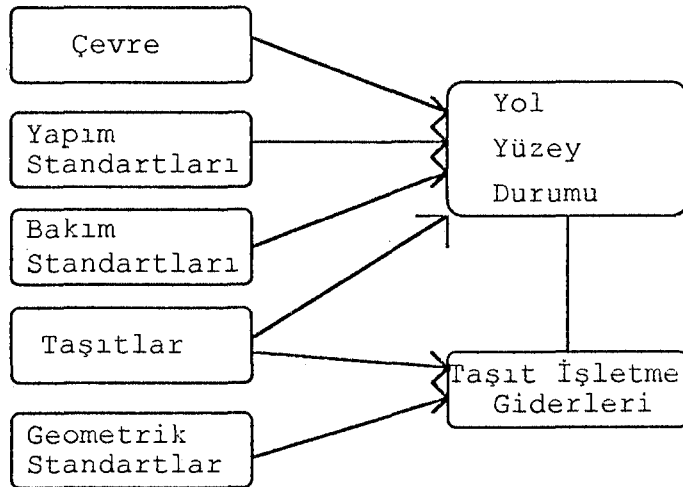 Çevre
Yapım
Standartları
Bakım
Standartları
Taşıtlar
Geometrik
Standartlar
Yol
Yüzey
Durumu
Taşıt İşletme
Giderleri